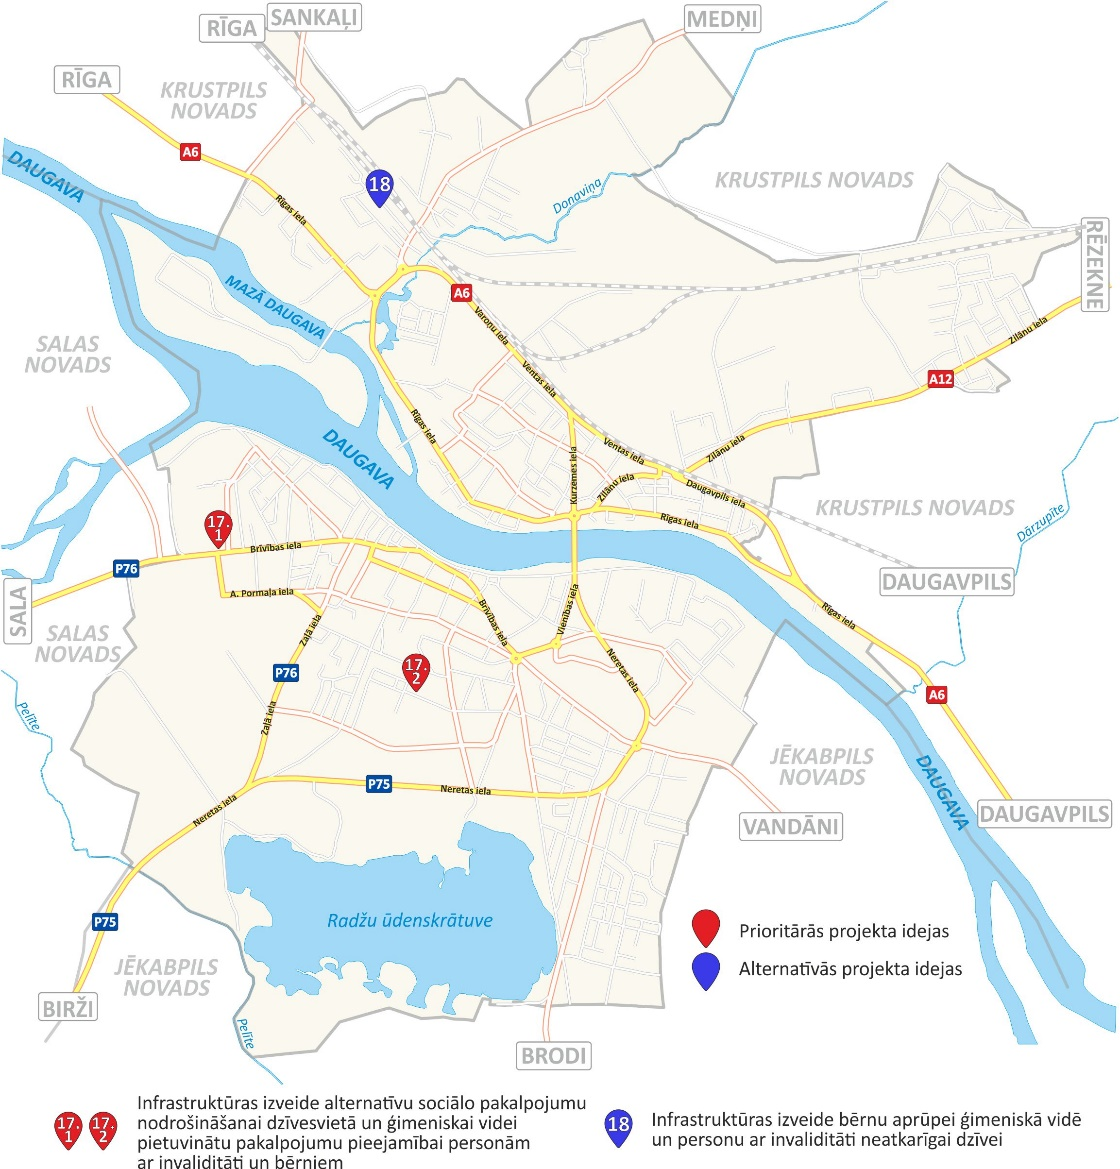 SANKAĻI
RĪGA
MEDŅI
RĪGA
KRUSTPILS
NOVADS
A6
DAUGAVA
18
Rīgas iela
Donaviņa
KRUSTPILS NOVADS
RĒZEKNE
MAZĀ DAUGAVA
A6
Varoņu iela
Zilānu iela
SALAS
NOVADS
Ventas iela
A12
Rīgas iela
DAUGAVA
Ventas iela
Zilānu iela
Kurzemes iela
Zilānu iela
Daugavpils iela
KRUSTPILS NOVADS
Dārzupīte
Rīgas iela
17.
1
Brīvības iela
P76
DAUGAVPILS
SALA
A. Pormaļa iela
Brīvības iela
Vienības iela
Rīgas iela
Zaļā iela
SALAS
NOVADS
17.
2
P76
Neretas iela
A6
Pelīte
Zaļā iela
JĒKABPILS
NOVADS
DAUGAVA
P75
Neretas iela
Neretas iela
VANDĀNI
DAUGAVPILS
Radžu ūdenskrātuve
P75
Prioritārās projekta idejas
Alternatīvās projekta idejas
JĒKABPILS
NOVADS
BIRŽI
Pelīte
BRODI
17.
1
17.
2
Infrastruktūras izveide alternatīvu sociālo pakalpojumu
nodrošināšanai dzīvesvietā un ģimeniskai videi
pietuvinātu pakalpojumu pieejamībai personām
ar invaliditāti un bērniem
18
Infrastruktūras izveide bērnu aprūpei ģimeniskā vidē
un personu ar invaliditāti neatkarīgai dzīvei